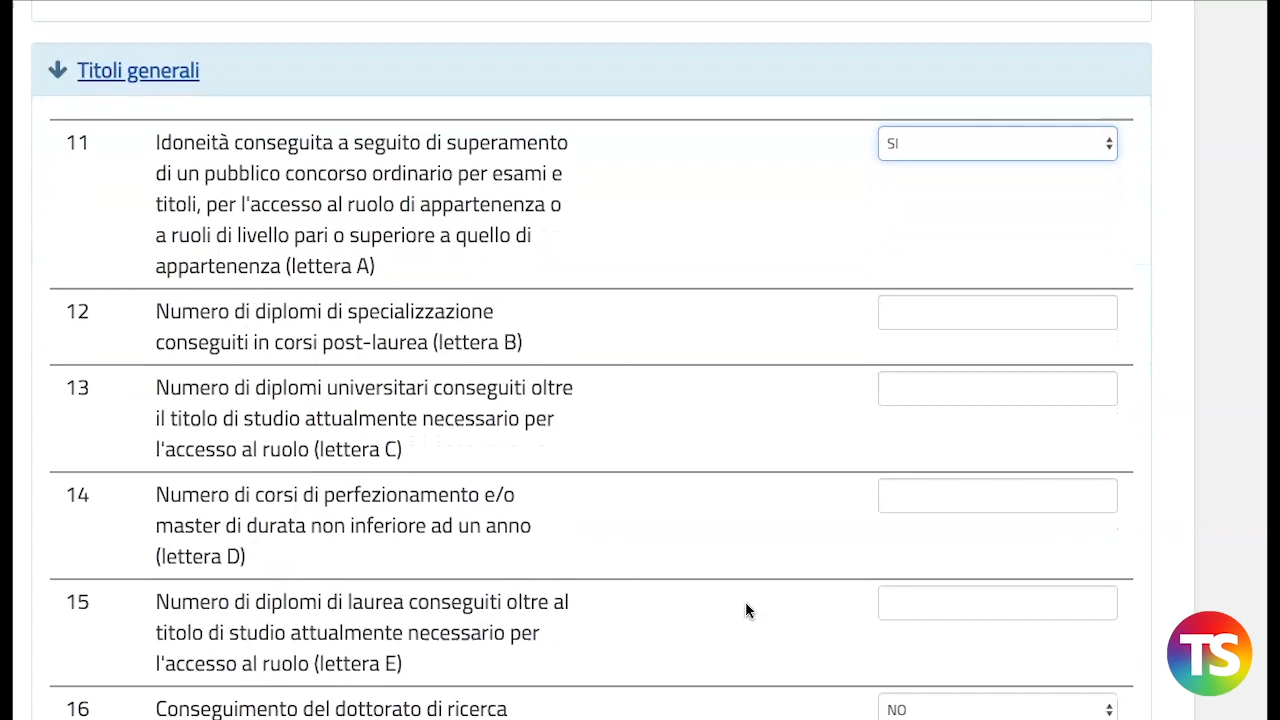 Titoli generali
11 Idoneità conseguita a seguito di superamento SI
di un pubblico concorso ordinario per esami e
titoli, per l'accesso al ruolo di appartenenza o
a ruoli di livello pari o superiore a quello di
appartenenza (lettera A)
12 Numero di diplomi di specializzazione
conseguiti in corsi post-laurea (lettera B)
13 Numero di diplomi universitari conseguiti oltre
il titolo di studio attualmente necessario per
l'accesso al ruolo (lettera C)
14 Numero di corsi di perfezionamento e/o
master di durata non inferiore ad un anno
(lettera D)
15 Numero di diplomi di laurea conseguiti oltre al
titolo di studio attualmente necessario per
l'accesso al ruolo (lettera E)
16 Conseguimento del dottorato di ricerca NO
TS